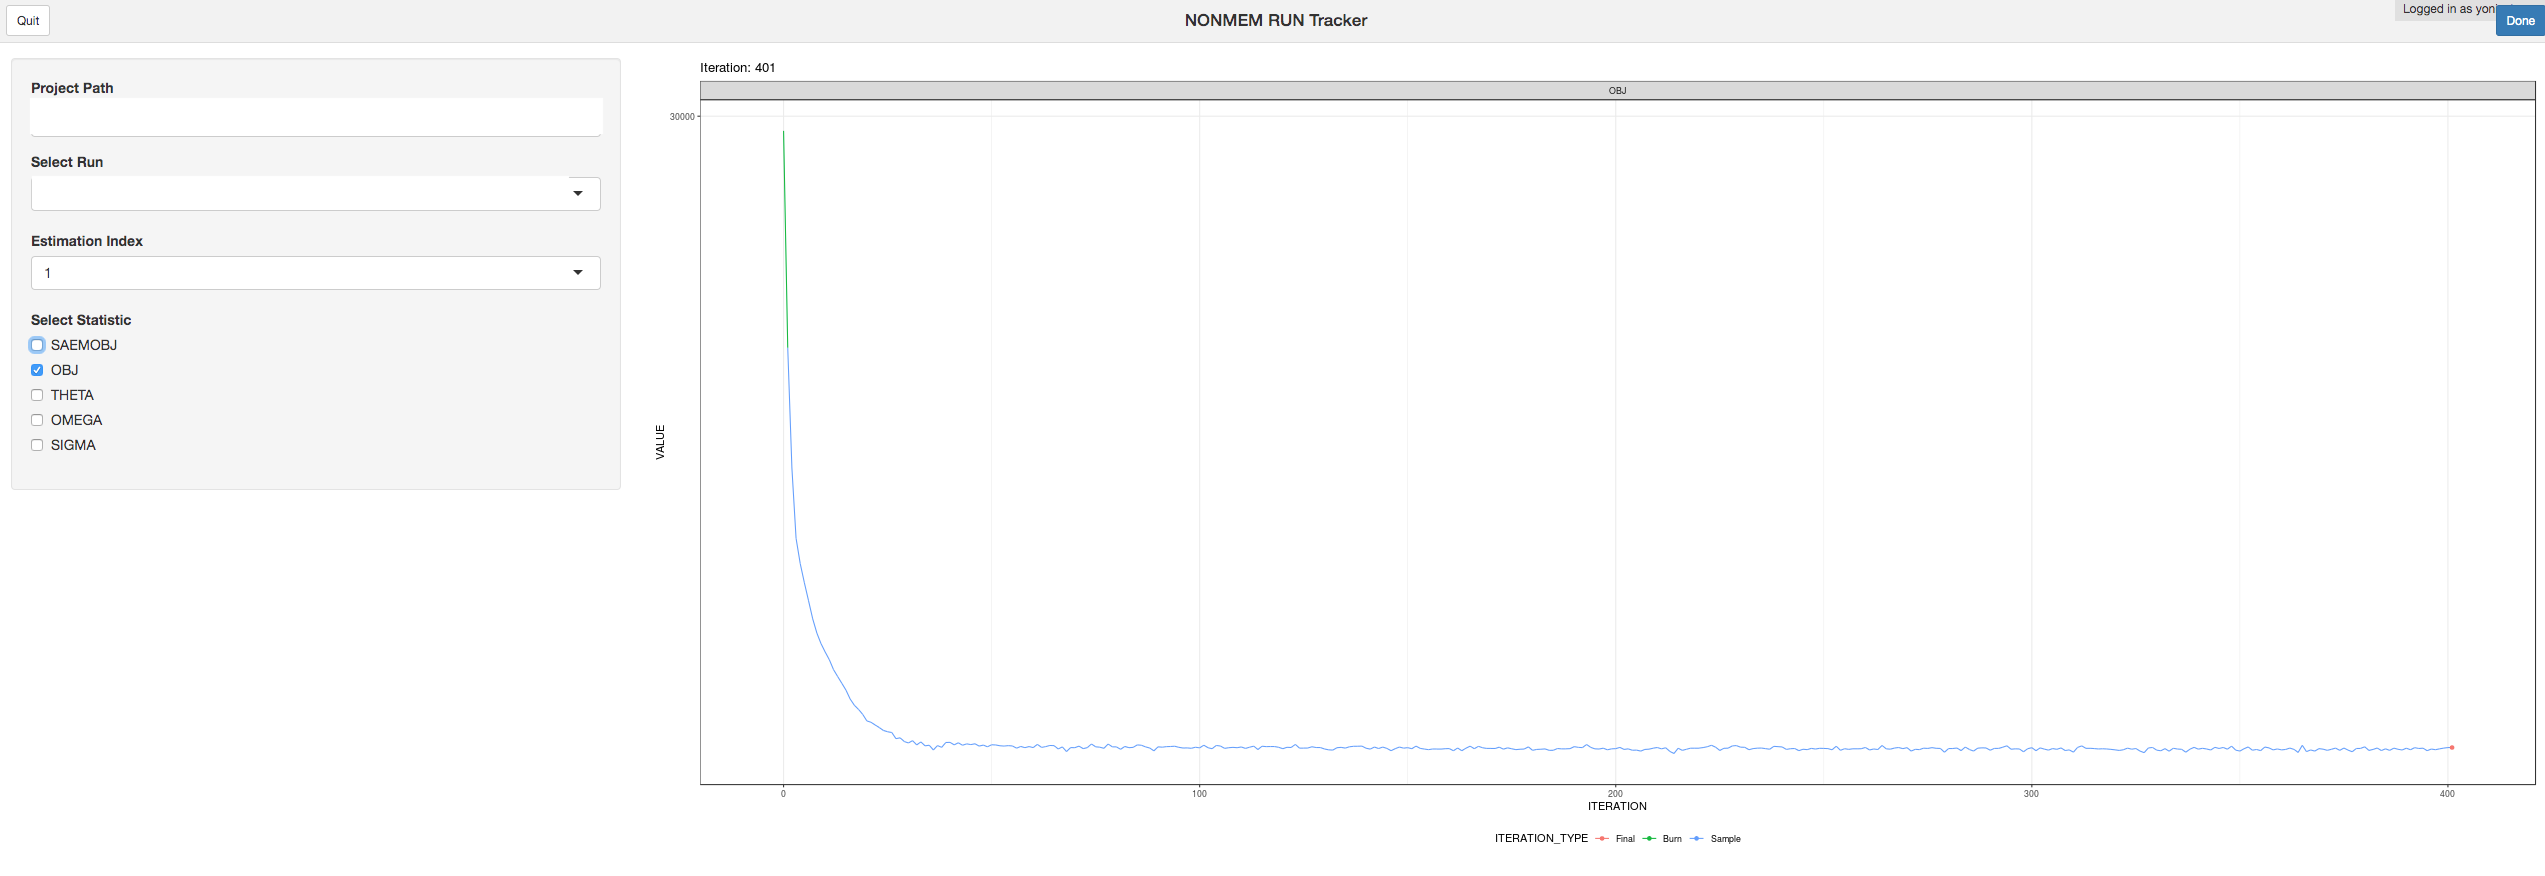 Quit
NONMEM RUN Tracker
Logged in as
Done
Project Path
Select Run
Estimation Index
1
Select Statistic
SAEMOBJ
OBJ
THETA
OMEGA
SIGMA
Iteration: 401
OBJ
30000
VALUE
0 100 200 300 400
ITERATION
ITERATION_TYPE Final Burn Sample